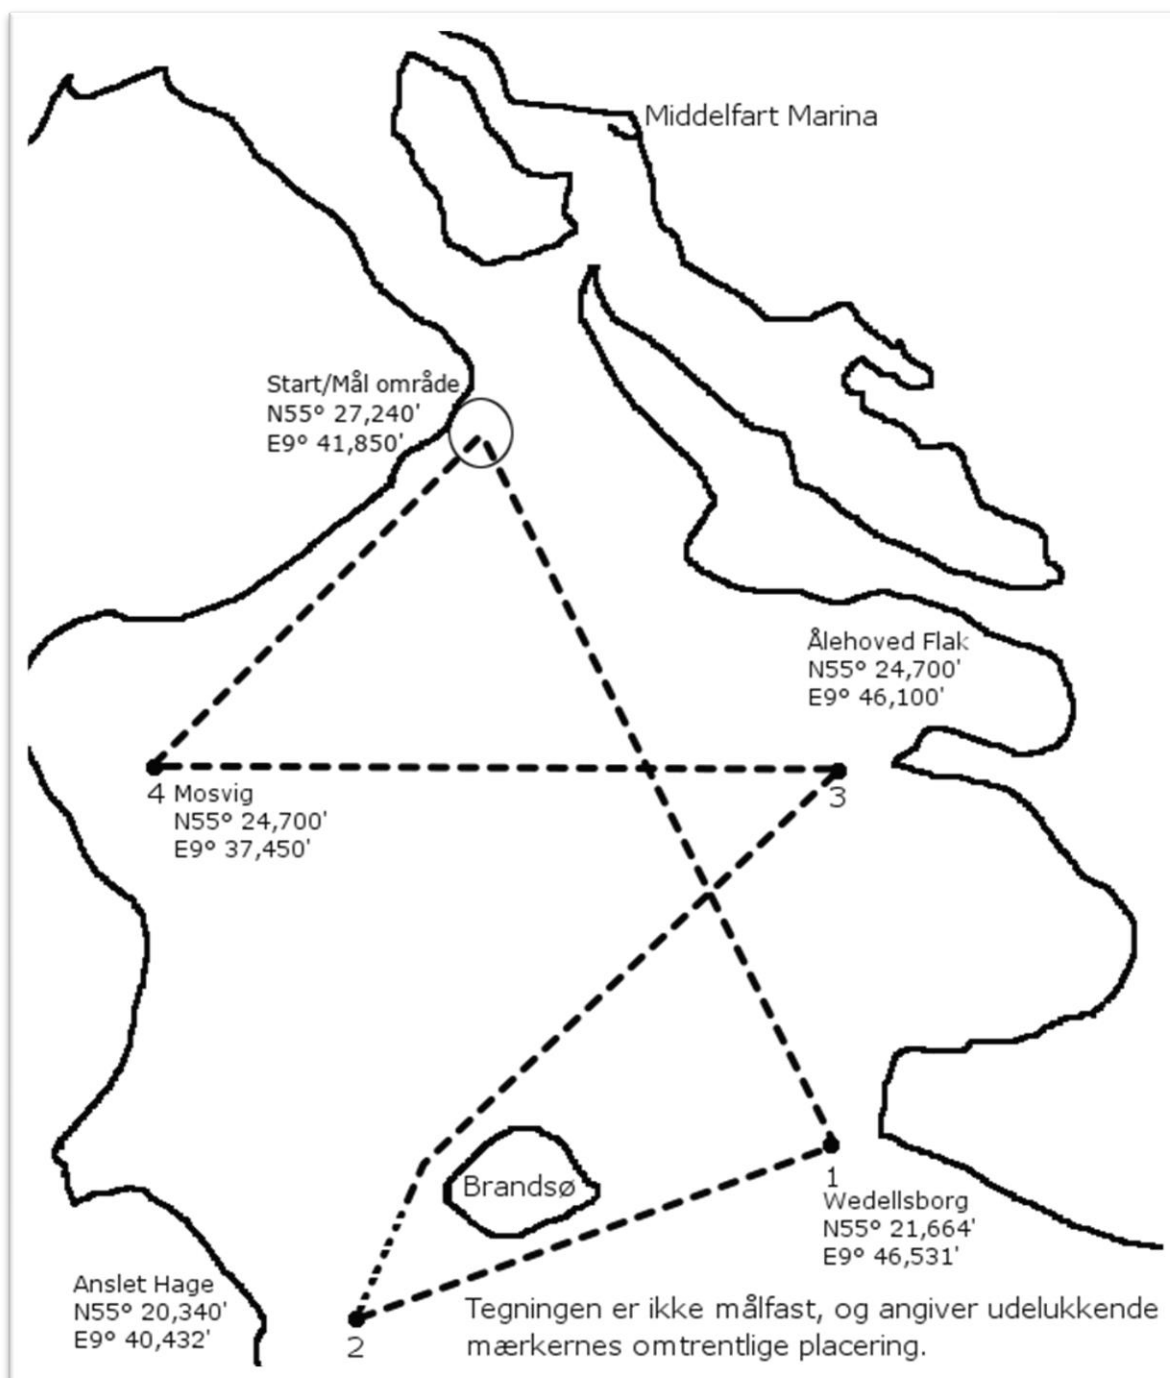 Middelfart Marina
Start/Mål område
N55° 27,240'
E9° 41,850'
Ålehoved Flak
N55° 24,700'
E9° 46,100'
3
4 Mosvig
N55° 24,700'
E9° 37,450'
Brandsø
1
Wedellsborg
N55° 21,664'
E9° 46,531'
Anslet Hage
N55° 20,340'
E9° 40,432'
2
Tegningen er ikke målfast, og angiver udelukkende
mærkernes omtrentlige placering.